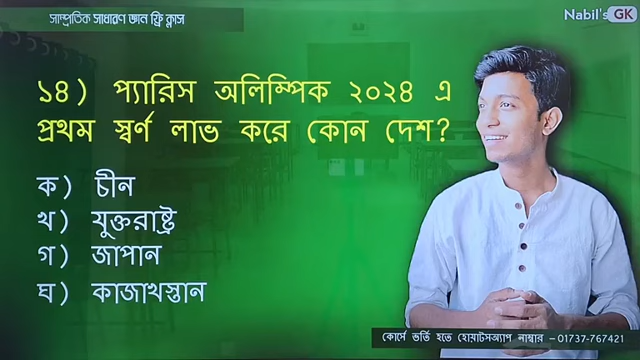 সাম্প্রতিক সাধারণ জ্ঞান ফ্রি ক্লাস
Nabil's GK
১৪) প্যারিস অলিম্পিক ২০২৪ এ
প্রথম স্বর্ণ লাভ করে কোন দেশ?
ক) চীন
খ) যুক্তরাষ্ট্র
গ) জাপান
ঘ) কাজাখস্তান
কোর্সে ভর্তি হতে হোয়াটসঅ্যাপ নাম্বার –01737-767421